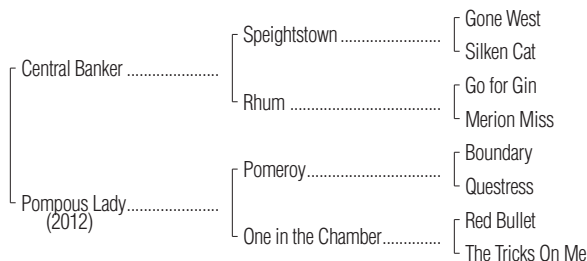 Gone West
Speightstown
Silken Cat
Central Banker
Go for Gin
Rhum
Merion Miss
Boundary
Pomeroy
Questress
Pompous Lady
(2012)
Red Bullet
One in the Chamber
The Tricks On Me